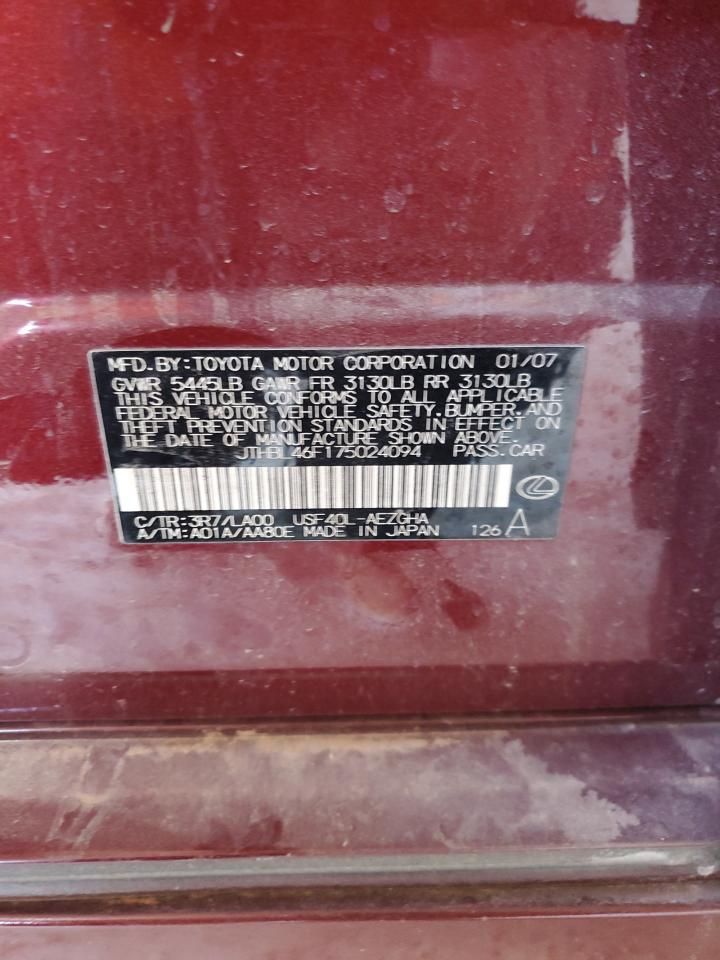 MFD.BY:TOYOTA MOTOR CORPORATION 01/07
GVWR 5445LB GAWR FR 3130LB RR 3130LB
THIS VEHICLE CONFORMS TO ALL APPLICABLE
FEDERAL MOTOR VEHICLE SAFETY.BUMPER.AND
THEFT PREVENTION STANDARDS IN EFFECT ON
THE DATE OF MANUFACTURE SHOWN ABOVE.
JTHBL46F175024094 PASS.CAR
C/TR:3R7/LA00 USF40L-AEZGHA
A/TM:A01A/AA80E MADE IN JAPAN 126 A